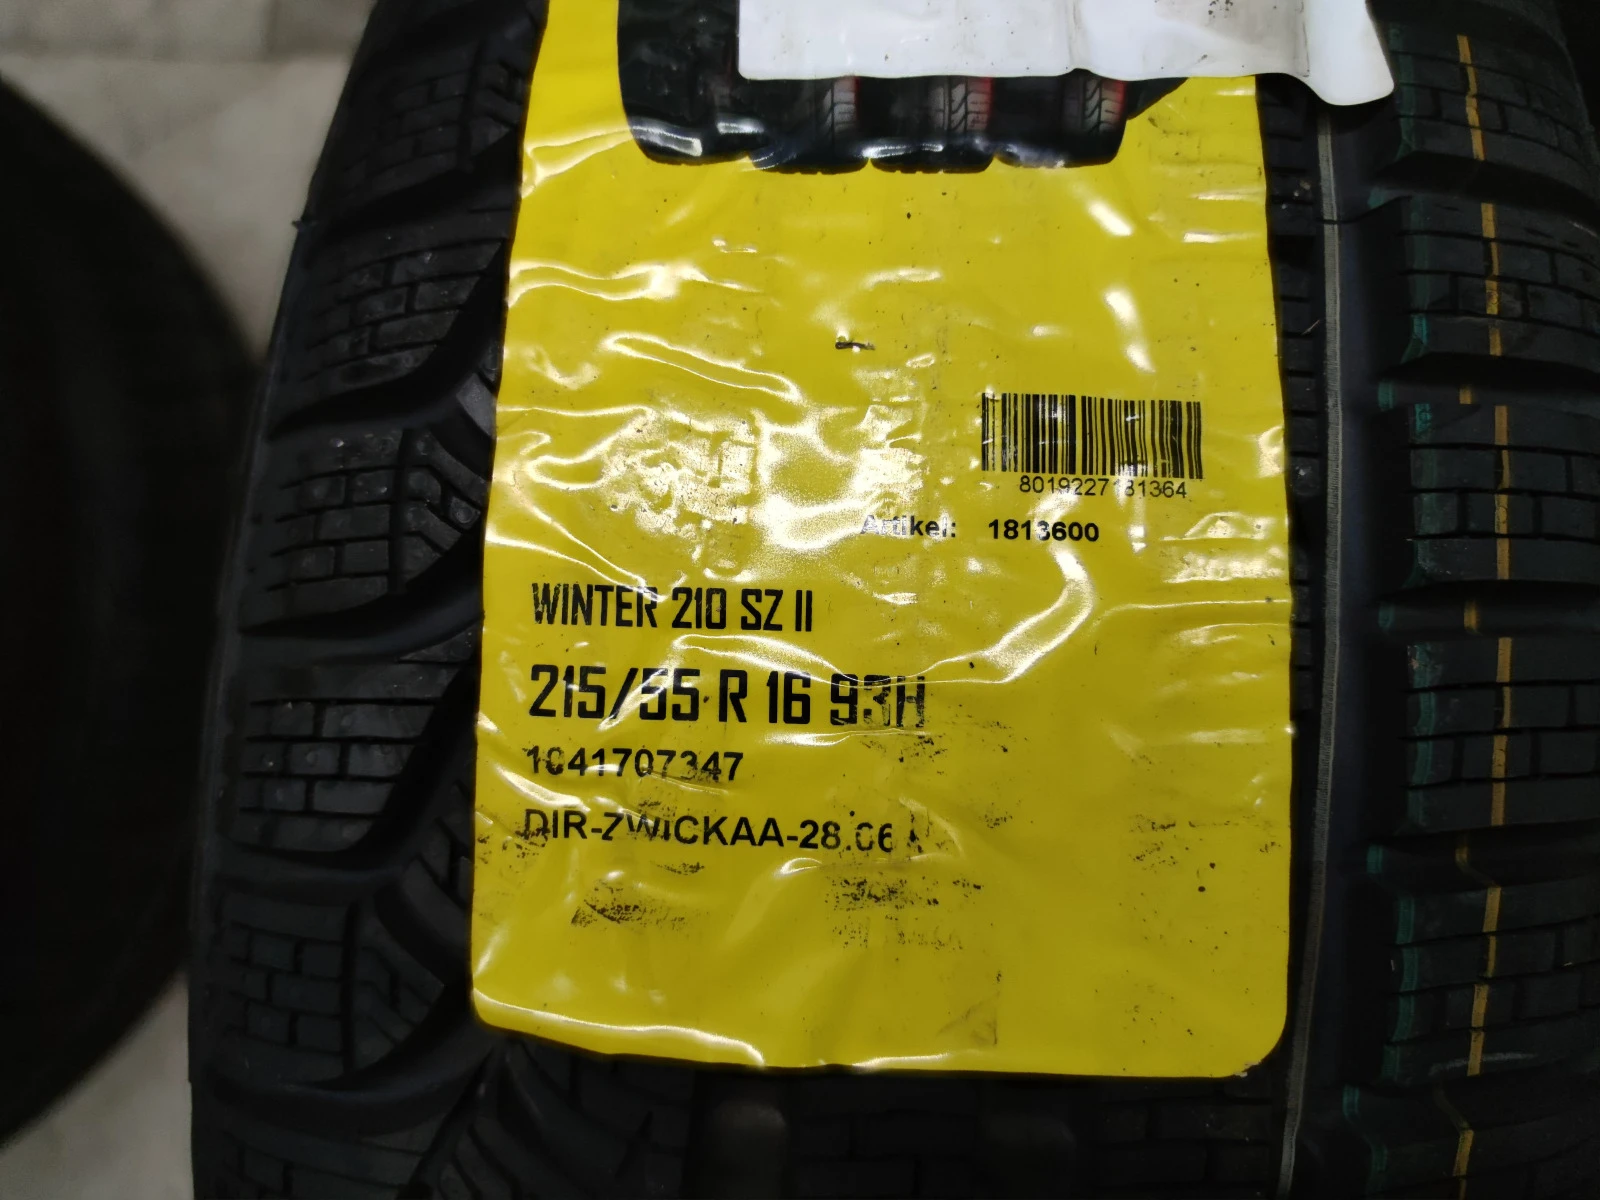 8019227181364
Artikel: 1813600
WINTER 210 SZ II
215/55 R 16 93H
1041707347
DIR-ZWICKAA-28.06